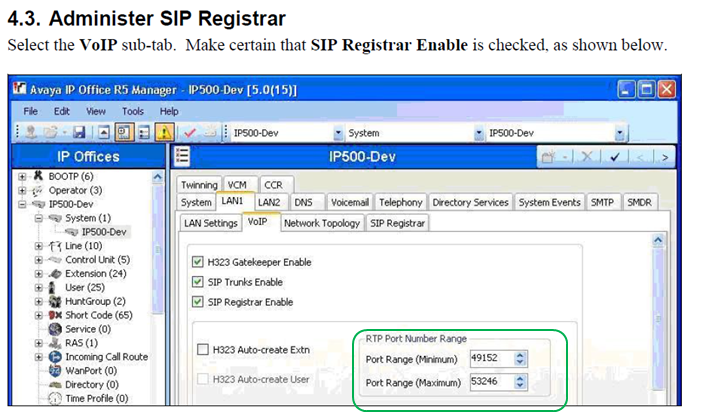 4.3. Administer SIP Registrar
Select the VoIP sub-tab. Make certain that SIP Registrar Enable is checked, as shown below.
Avaya IP Office R5 Manager - IP500-Dev [5.0(15)]
File Edit View Tools Help
IP500-Dev System IP500-Dev
IP Offices
BOOTP (6)
Operator (3)
IP500-Dev
System (1)
IP500-Dev
Line (10)
Control Unit (5)
Extension (24)
User (25)
HuntGroup (2)
Short Code (65)
Service (0)
RAS (1)
Incoming Call Route
WanPort (0)
Directory (0)
Time Profile (0)
IP500-Dev
Twinning VCM CCR
System LAN1 LAN2 DNS Voicemail Telephony Directory Services System Events SMTP SMDR
LAN Settings VoIP Network Topology SIP Registrar
H323 Gatekeeper Enable
SIP Trunks Enable
SIP Registrar Enable
H323 Auto-create Extn
H323 Auto-create User
RTP Port Number Range
Port Range (Minimum) 49152
Port Range (Maximum) 53246